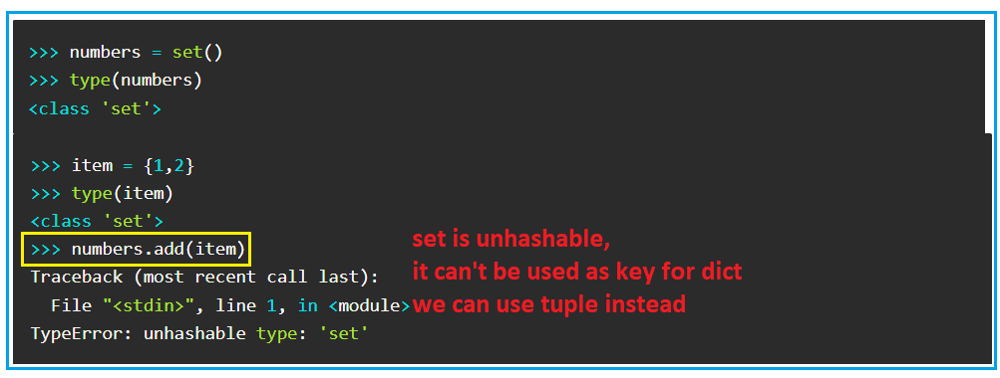 >>> numbers = set()
>>> type(numbers)
<class 'set'>
>>> item = {1,2}
>>> type(item)
<class 'set'>
>>> numbers.add(item)
Traceback (most recent call last):
  File "<stdin>", line 1, in <module>
TypeError: unhashable type: 'set'
set is unhashable,
it can't be used as key for dict
we can use tuple instead